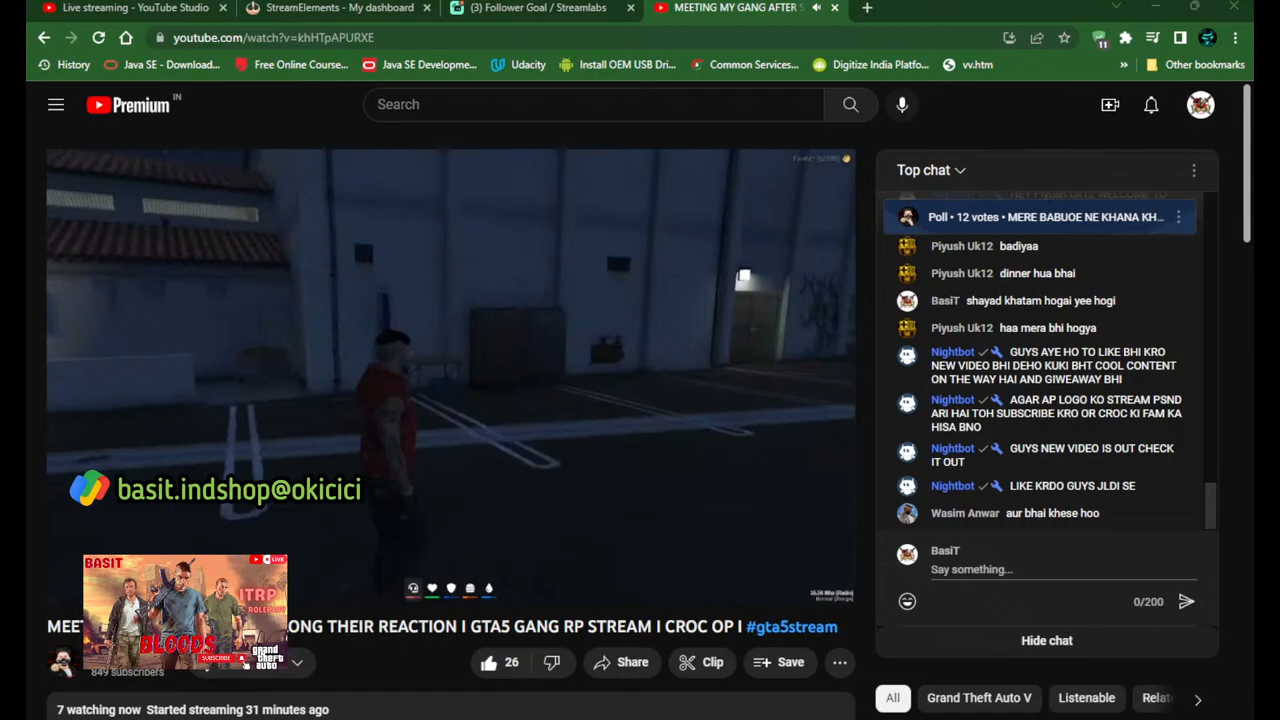 Live streaming - YouTube Studio
StreamElements - My dashboard
(3) Follower Goal / Streamlabs
MEETING MY GANG AFTER S
youtube.com/watch?v=khHTpAPURXE
11
History
Java SE - Download...
Free Online Course...
Java SE Developme...
Udacity
Install OEM USB Dri...
Common Services...
Digitize India Platfo...
vv.htm
»
Other bookmarks
Premium IN
Search
Top chat
Poll • 12 votes • MERE BABUOE NE KHANA KH...
Piyush Uk12 badiyaa
Piyush Uk12 dinner hua bhai
BasiT shayad khatam hogai yee hogi
Piyush Uk12 haa mera bhi hogya
Nightbot GUYS AYE HO TO LIKE BHI KRO
NEW VIDEO BHI DEHO KUKI BHT COOL CONTENT
ON THE WAY HAI AND GIWEAWAY BHI
Nightbot AGAR AP LOGO KO STREAM PSND
ARI HAI TOH SUBSCRIBE KRO OR CROC KI FAM KA
HISA BNO
Nightbot GUYS NEW VIDEO IS OUT CHECK
IT OUT
Nightbot LIKE KRDO GUYS JLDI SE
Wasim Anwar aur bhai khese hoo
BasiT
Say something...
0/200
Hide chat
basit.indshop@okicici
BASIT
LIVE
ITRP
ROLEPLAY
BLOODS
SUBSCRIBE
grand
theft
auto
MEET
ONG THEIR REACTION I GTA5 GANG RP STREAM I CROC OP I #gta5stream
849 subscribers
26
Share
Clip
Save
7 watching now Started streaming 31 minutes ago
All
Grand Theft Auto V
Listenable
Relate